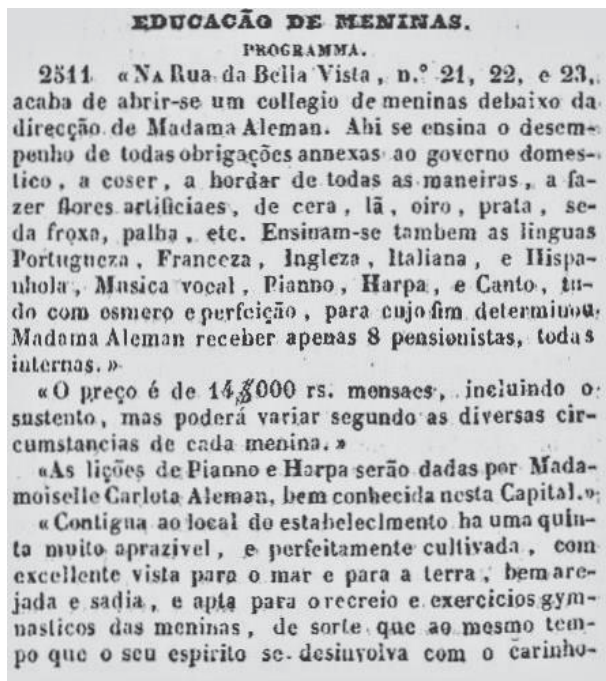 EDUCACÃO DE MENINAS.
PROGRAMMA.
2511 «NA Rua da Bella Vista, n.º 21, 22, e 23,
acaba de abrir-se um collegio de meninas debaixo da
direcção de Madama Aleman. Ahi se ensina o desem-
penho de todas obrigações annexas ao governo domes-
tico, a coser, a bordar de todas as maneiras, a fa-
zer flores artificiaes, de cera, lã, oiro, prata, se-
da froxa, palha, etc. Ensinam-se tambem as linguas
Portugueza, Franceza, Ingleza, Italiana, e Hispa-
nhola, Musica vocal, Pianno, Harpa, e Canto, tu-
do com esmero e perfeição, para cujo fim determinou
Madama Aleman receber apenas 8 pensionistas, todas
internas.»
«O preço é de 14$000 rs. mensaes, incluindo o
sustento, mas poderá variar segundo as diversas cir-
cumstancias de cada menina.»
«As lições de Pianno e Harpa serão dadas por Mada-
moiselle Carlota Aleman, bem conhecida nesta Capital.»
«Contigua ao local do estabelecimento ha uma quin-
ta muito aprazivel, e perfeitamente cultivada, com
excellente vista para o mar e para a terra, bem are-
jada e sadia, e apta para o recreio e exercicios gym-
nasticos das meninas, de sorte que ao mesmo tem-
po que o seu espirito se desinvolva com o carinho-